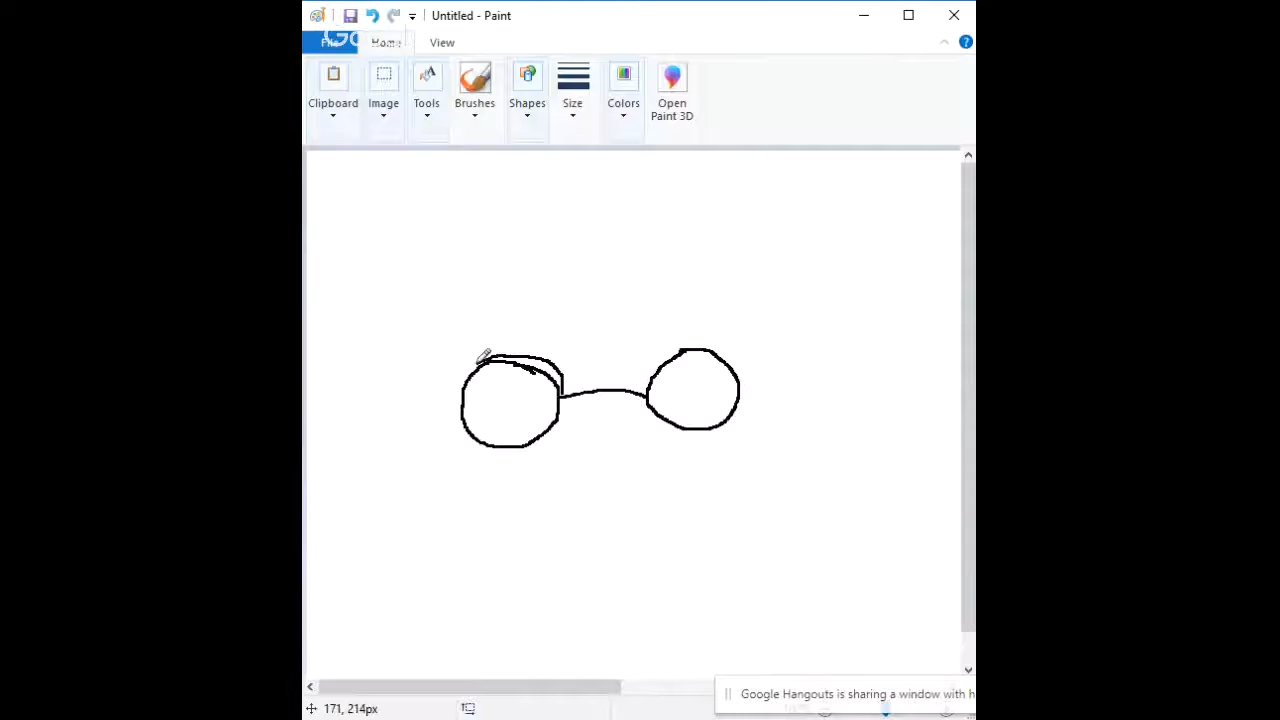 Untitled - Paint
File
Home
View
Clipboard
Image
Tools
Brushes
Shapes
Size
Colors
Open
Paint 3D
Google Hangouts is sharing a window with h
171, 214px